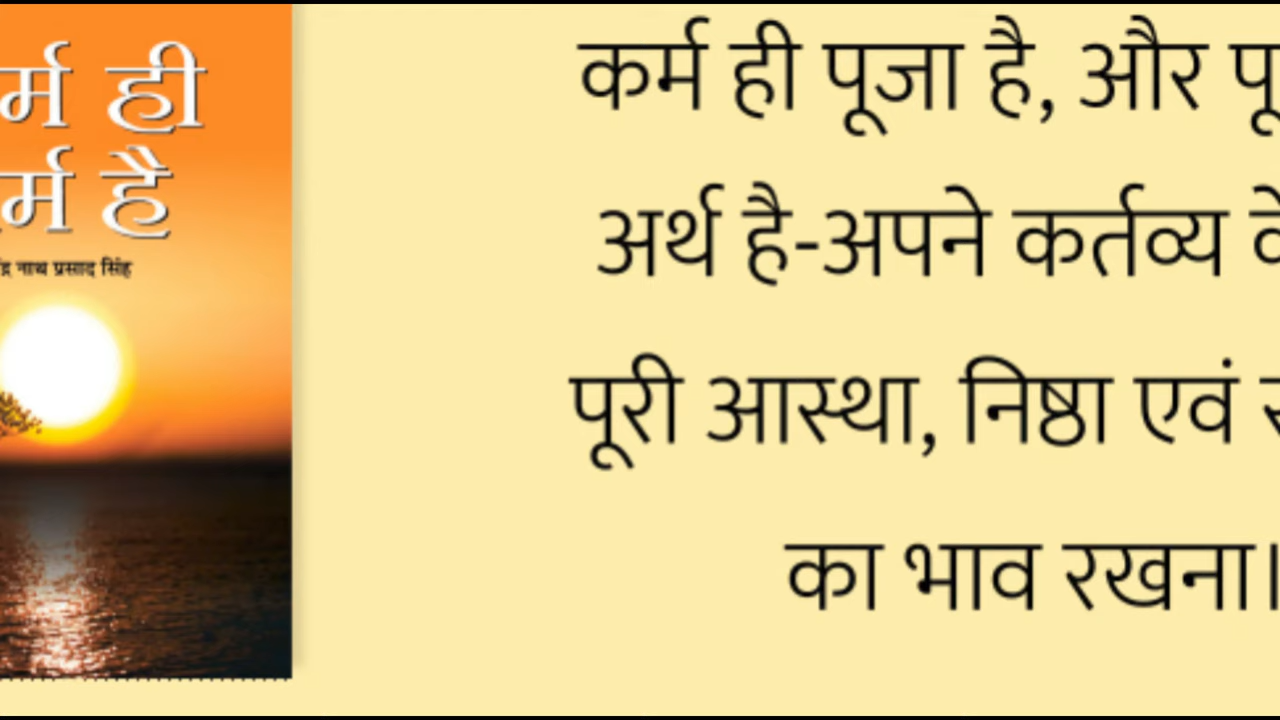 ही
है
नाथ प्रसाद सिंह
कर्म ही पूजा है, और
अर्थ है-अपने कर्तव्य
पूरी आस्था, निष्ठा एवं
का भाव रखना।